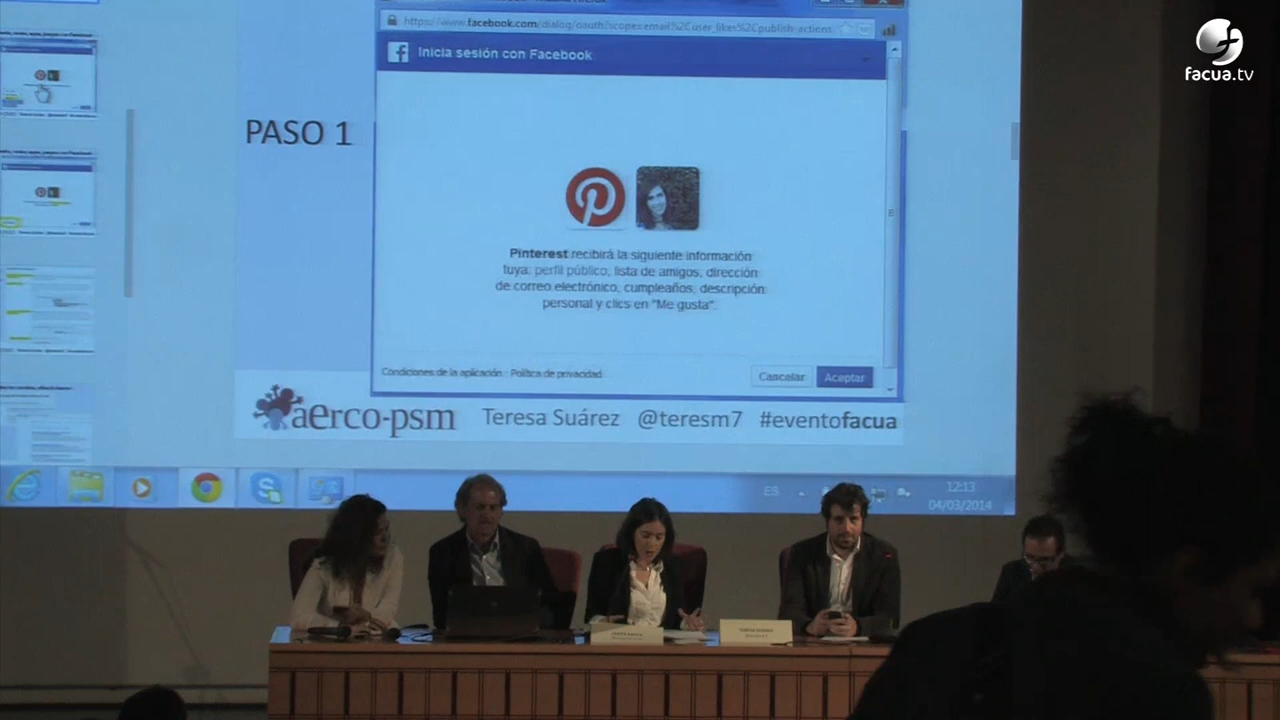 https://www.facebook.com/dialog/oauth?scope=email%2Cuser_likes%2Cpublish_actions
Inicia sesión con Facebook
facua.tv
PASO 1
Pinterest recibirá la siguiente información
tuya: perfil público, lista de amigos, dirección
de correo electrónico, cumpleaños, descripción
personal y clics en "Me gusta".
Condiciones de la aplicación · Política de privacidad
Cancelar
Aceptar
aerco-psm
Teresa Suárez @teresm7 #eventofacua
ES
12:13
04/03/2014